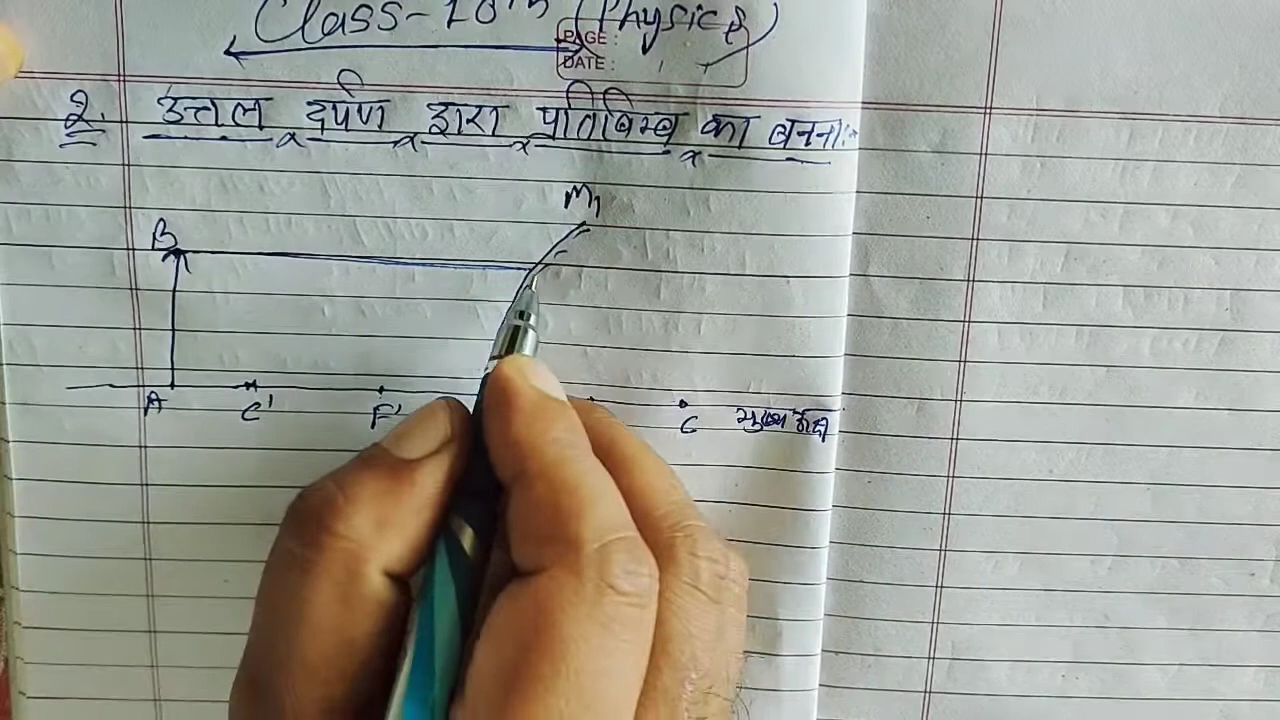 Class-10th (Physics)
PAGE :
DATE :
2. उत्तल दर्पण द्वारा प्रतिबिम्ब का बनना:
M1
B
A C' F' C मुख्य अक्ष